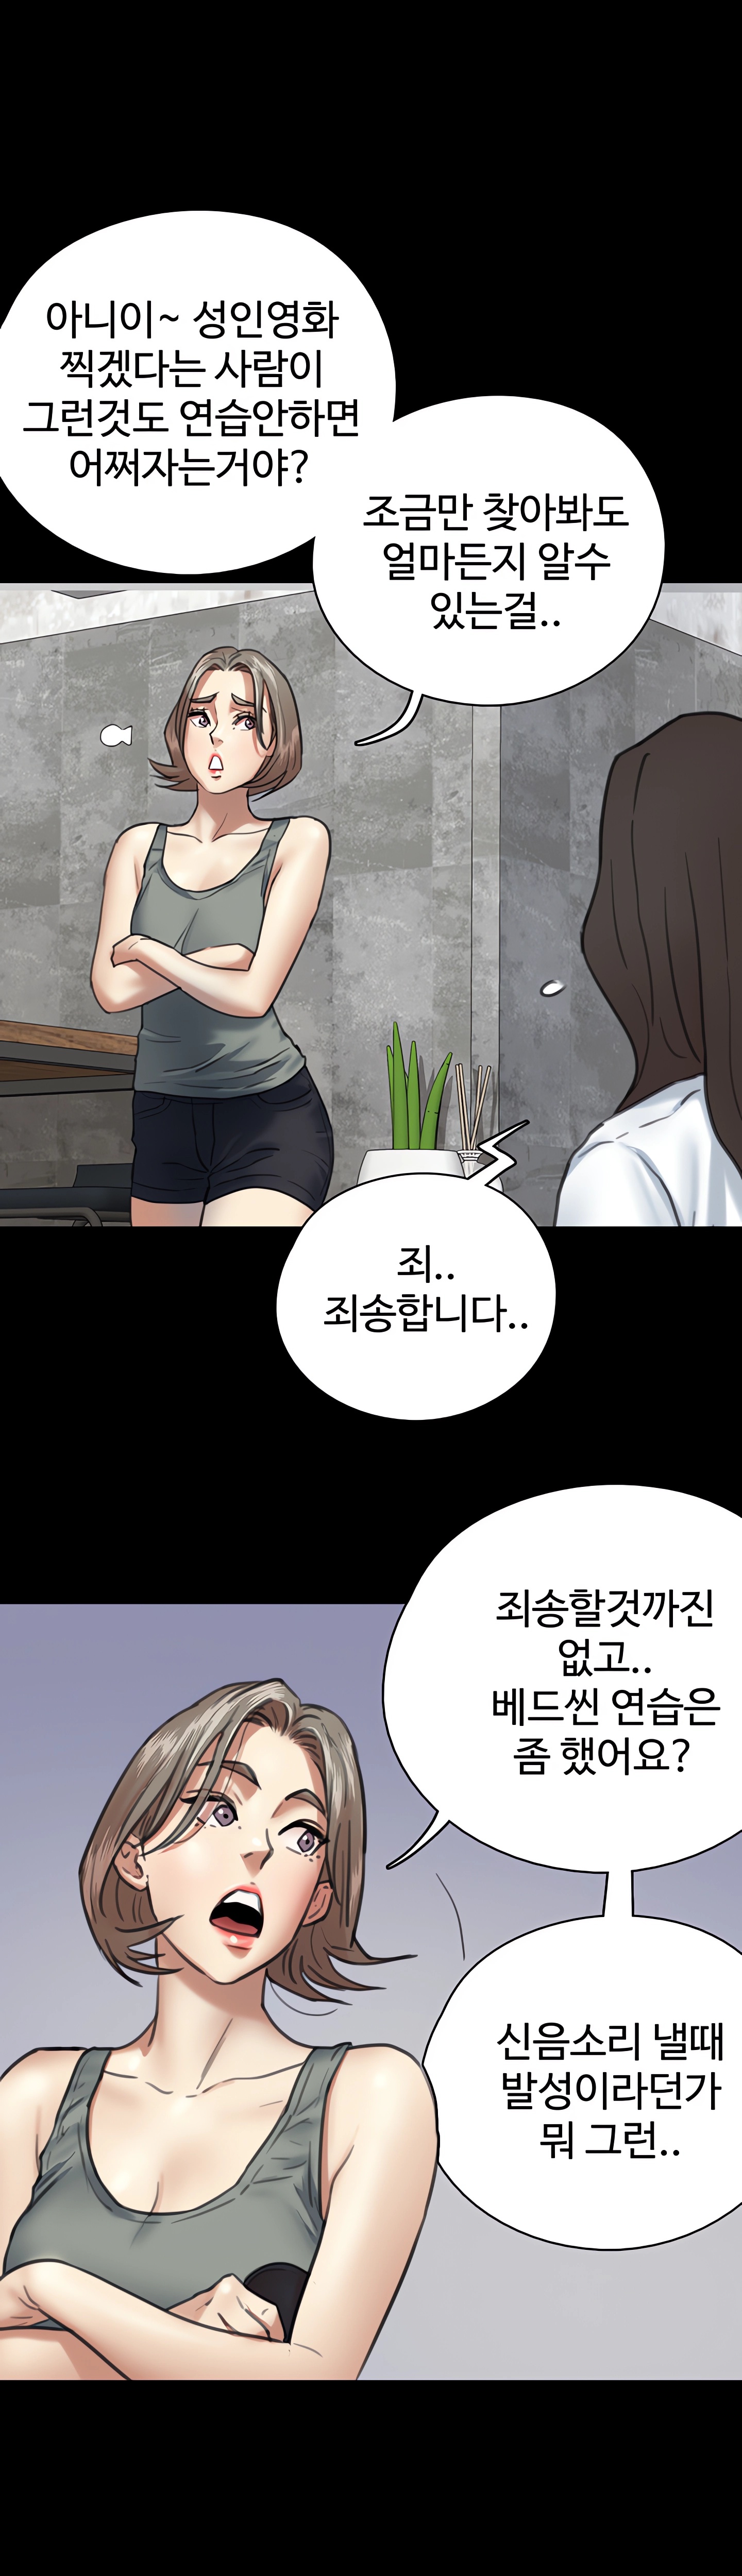 아니이~ 성인영화
찍겠다는 사람이
그런것도 연습안하면
어쩌자는거야?
조금만 찾아봐도
얼마든지 알수
있는걸..
죄..
죄송합니다..
죄송할것까진
없고..
베드씬 연습은
좀 했어요?
신음소리 낼때
발성이라던가
뭐 그런..